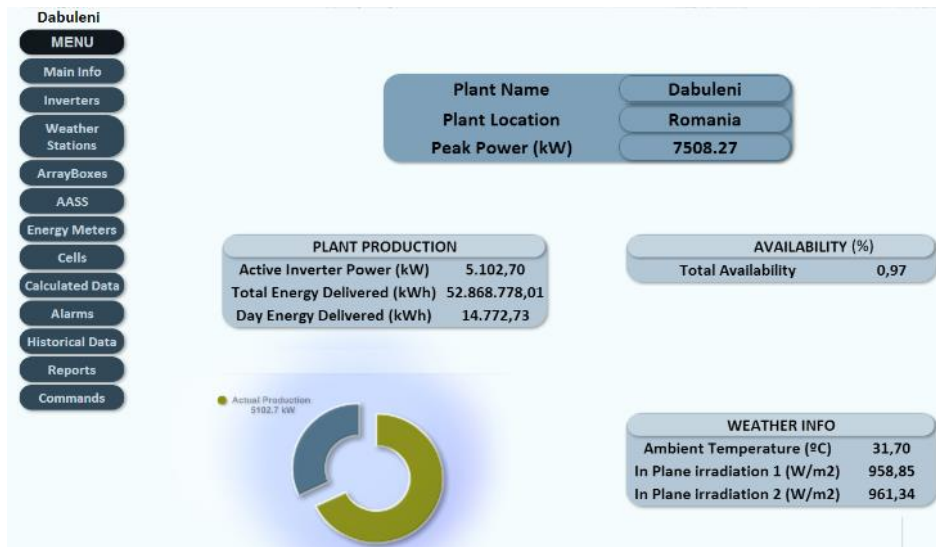 Dabuleni
MENU
Main Info
Inverters
Weather
Stations
ArrayBoxes
AASS
Energy Meters
Cells
Calculated Data
Alarms
Historical Data
Reports
Commands
Plant Name Dabuleni
Plant Location Romania
Peak Power (kW) 7508.27
PLANT PRODUCTION
Active Inverter Power (kW) 5.102,70
Total Energy Delivered (kWh) 52.868.778,01
Day Energy Delivered (kWh) 14.772,73
AVAILABILITY (%)
Total Availability 0,97
Actual Production
5102.7 kW
WEATHER INFO
Ambient Temperature (ºC) 31,70
In Plane irradiation 1 (W/m2) 958,85
In Plane irradiation 2 (W/m2) 961,34